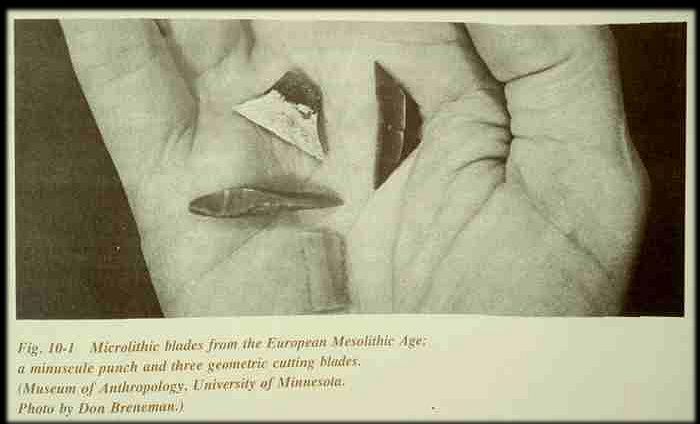 Fig. 10-1 Microlithic blades from the European Mesolithic Age;
a minuscule punch and three geometric cutting blades.
(Museum of Anthropology, University of Minnesota.
Photo by Don Breneman.)